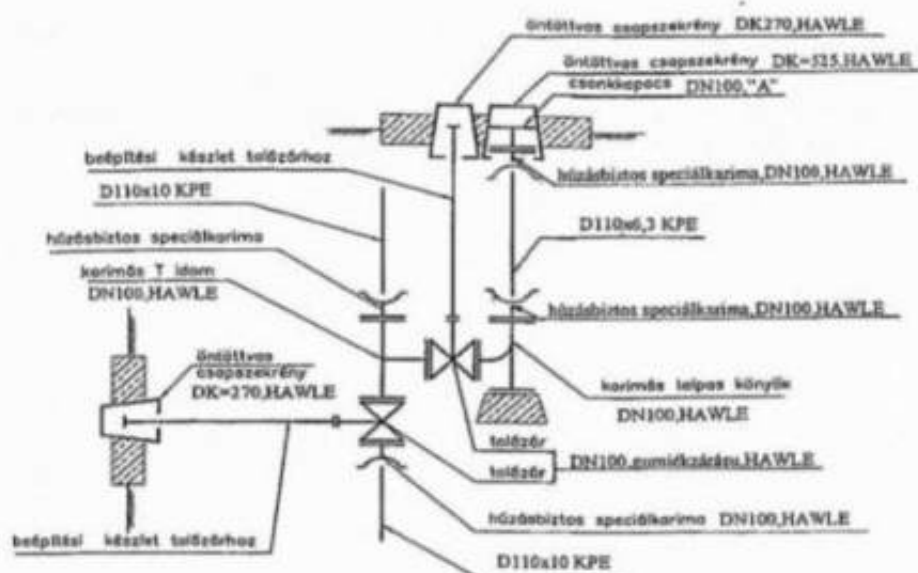 öntöttvas csapszekrény DK270,HAWLE
öntöttvas csapszekrény DK=525,HAWLE
csonkkapocs DN100,"A"
beépítési készlet tolózárhoz
húzásbiztos speciálkarima,DN100,HAWLE
D110x10 KPE
D110x6,3 KPE
húzásbiztos speciálkarima
karimás T idom
DN100,HAWLE
húzásbiztos speciálkarima,DN100,HAWLE
öntöttvas
csapszekrény
DK=270,HAWLE
karimás talpas könyök
DN100,HAWLE
tolózár
tolózár
DN100,gumiékzárású,HAWLE
húzásbiztos speciálkarima DN100,HAWLE
beépítési készlet tolózárhoz
D110x10 KPE